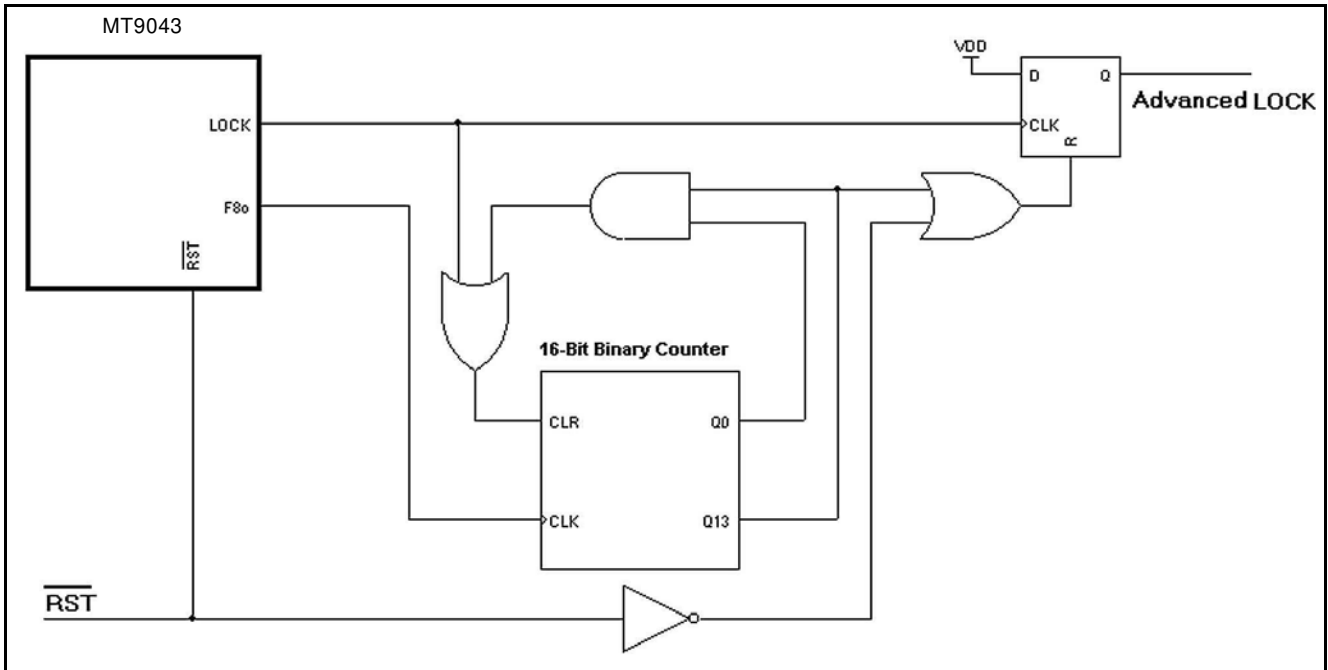 MT9043
LOCK
F8o
RST
VDD
D
Q
CLK
R
Advanced LOCK
16-Bit Binary Counter
CLR
Q0
CLK
Q13
RST